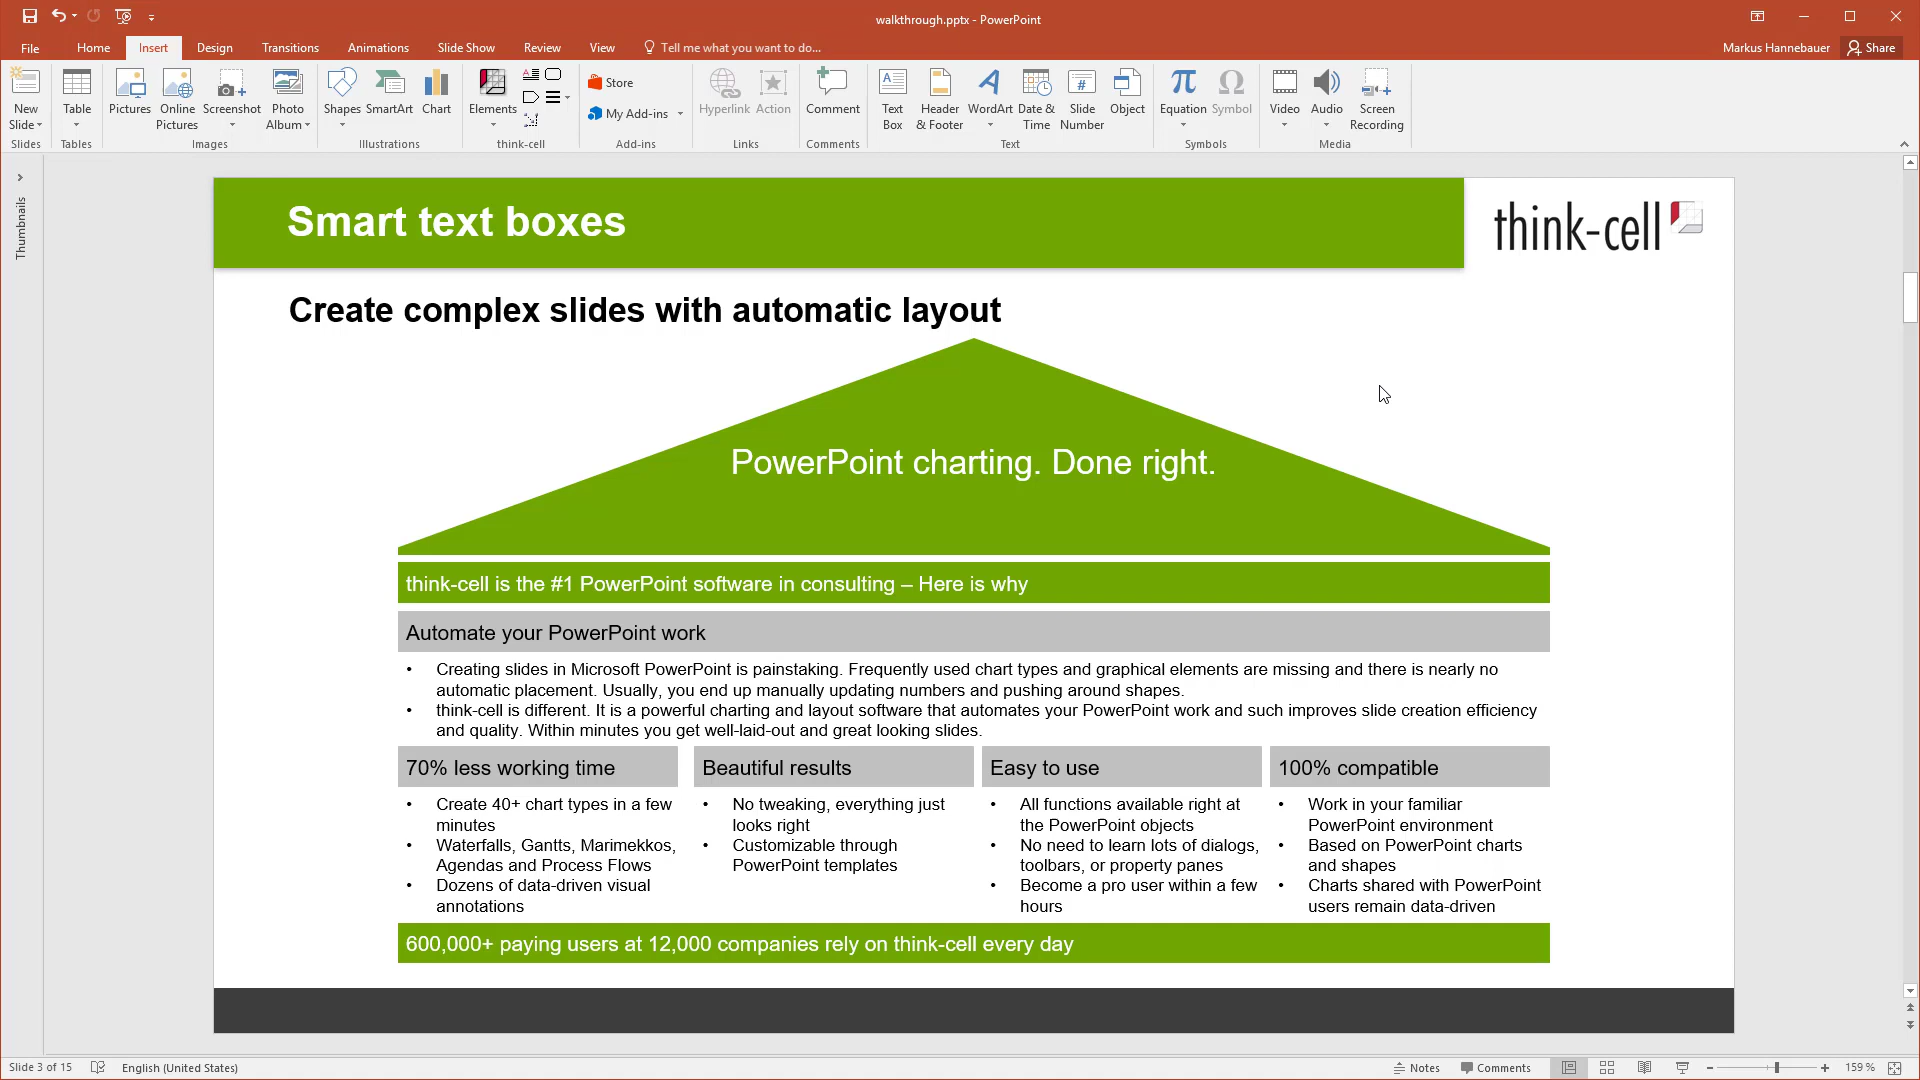 walkthrough.pptx - PowerPoint
File Home Insert Design Transitions Animations Slide Show Review View Tell me what you want to do...
Markus Hannebauer Share
New Slide
Table
Pictures
Online Pictures
Screenshot
Photo Album
Shapes
SmartArt
Chart
Elements
Store
My Add-ins
Hyperlink
Action
Comment
Text Box
Header & Footer
WordArt
Date & Time
Slide Number
Object
Equation
Symbol
Video
Audio
Screen Recording
Slides Tables Images Illustrations think-cell Add-ins Links Comments Text Symbols Media
Thumbnails
Smart text boxes
think-cell
Create complex slides with automatic layout
PowerPoint charting. Done right.
think-cell is the #1 PowerPoint software in consulting – Here is why
Automate your PowerPoint work
• Creating slides in Microsoft PowerPoint is painstaking. Frequently used chart types and graphical elements are missing and there is nearly no
automatic placement. Usually, you end up manually updating numbers and pushing around shapes.
• think-cell is different. It is a powerful charting and layout software that automates your PowerPoint work and such improves slide creation efficiency
and quality. Within minutes you get well-laid-out and great looking slides.
70% less working time
• Create 40+ chart types in a few
minutes
• Waterfalls, Gantts, Marimekkos,
Agendas and Process Flows
• Dozens of data-driven visual
annotations
Beautiful results
• No tweaking, everything just
looks right
• Customizable through
PowerPoint templates
Easy to use
• All functions available right at
the PowerPoint objects
• No need to learn lots of dialogs,
toolbars, or property panes
• Become a pro user within a few
hours
100% compatible
• Work in your familiar
PowerPoint environment
• Based on PowerPoint charts
and shapes
• Charts shared with PowerPoint
users remain data-driven
600,000+ paying users at 12,000 companies rely on think-cell every day
Slide 3 of 15 English (United States) Notes Comments 159 %